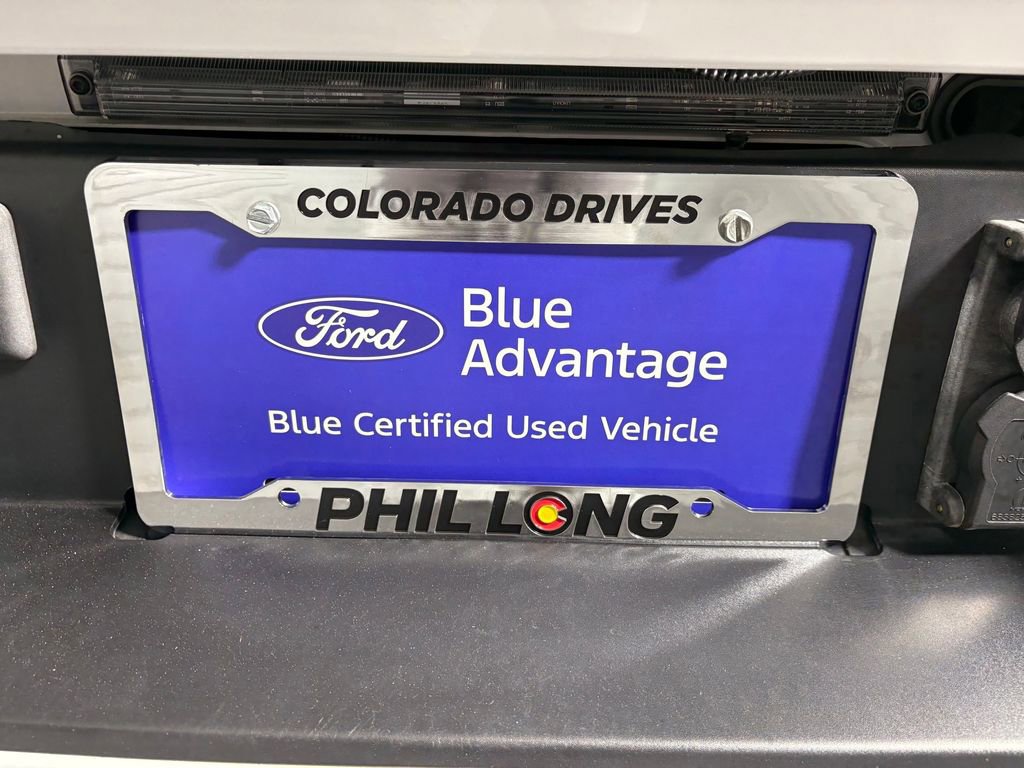 COLORADO DRIVES
Ford
Blue
Advantage
Blue Certified Used Vehicle
PHIL LONG